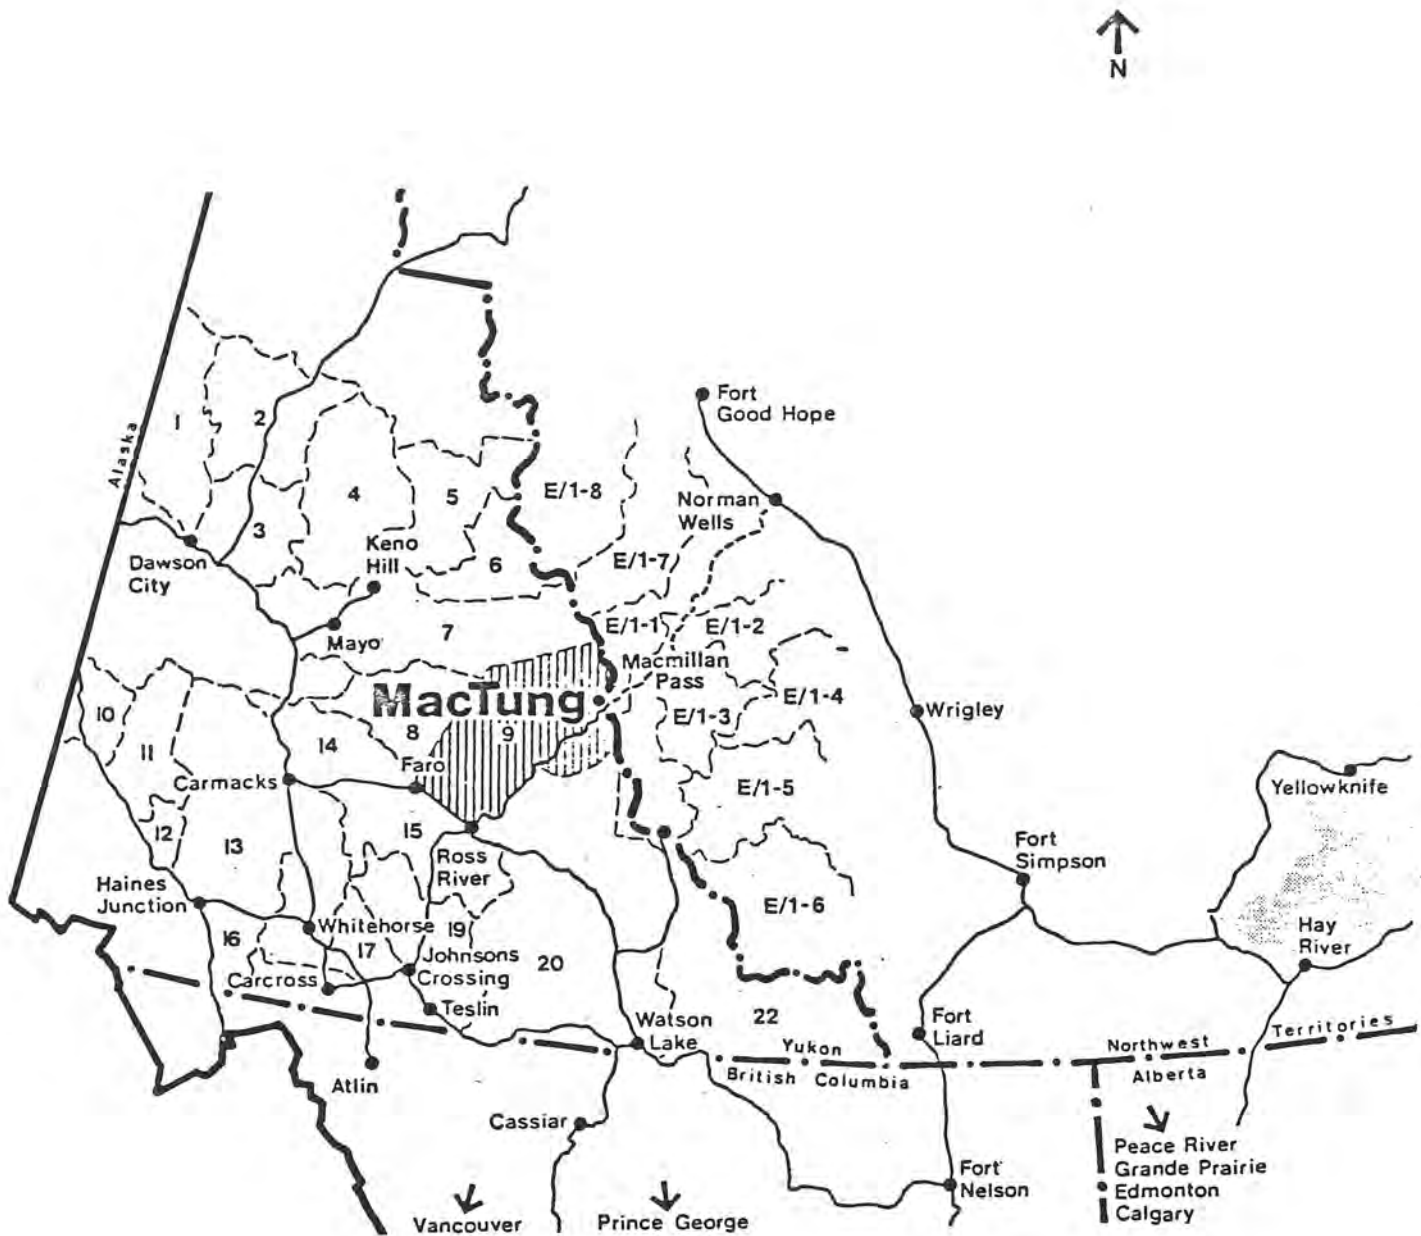 N
Alaska
Fort
Good Hope
1
2
3
4
5
6
E/1-8
Norman
Wells
Keno
Hill
Dawson
City
E/1-7
Mayo
7
E/1-1
E/1-2
Macmillan
Pass
MacTung
E/1-4
10
11
14
8
9
E/1-3
Wrigley
Faro
Carmacks
E/1-5
Yellowknife
12
13
15
Ross
River
Fort
Simpson
Haines
Junction
E/1-6
Whitehorse
16
17
19
Hay
River
Johnsons
Crossing
20
Carcross
Teslin
Watson
Lake
22
Fort
Liard
Yukon
Northwest Territories
British Columbia
Alberta
Atlin
Cassiar
Peace River
Grande Prairie
Edmonton
Calgary
Fort
Nelson
Vancouver
Prince George